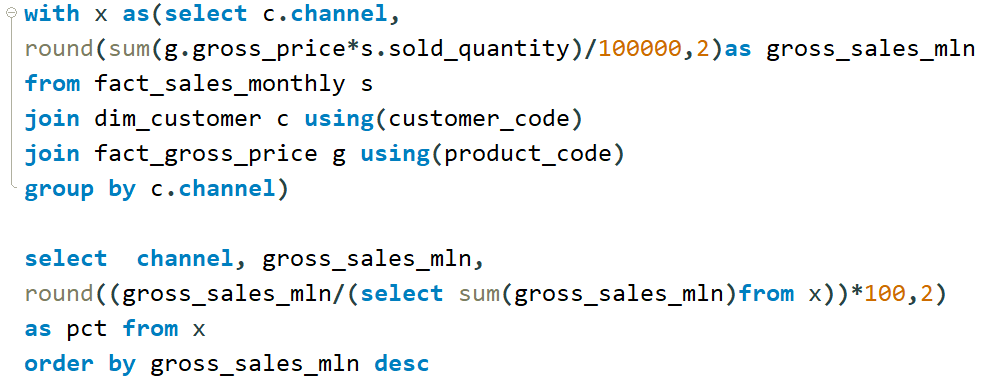 with x as(select c.channel,
round(sum(g.gross_price*s.sold_quantity)/100000,2)as gross_sales_mln
from fact_sales_monthly s
join dim_customer c using(customer_code)
join fact_gross_price g using(product_code)
group by c.channel)
select  channel, gross_sales_mln,
round((gross_sales_mln/(select sum(gross_sales_mln)from x))*100,2)
as pct from x
order by gross_sales_mln desc